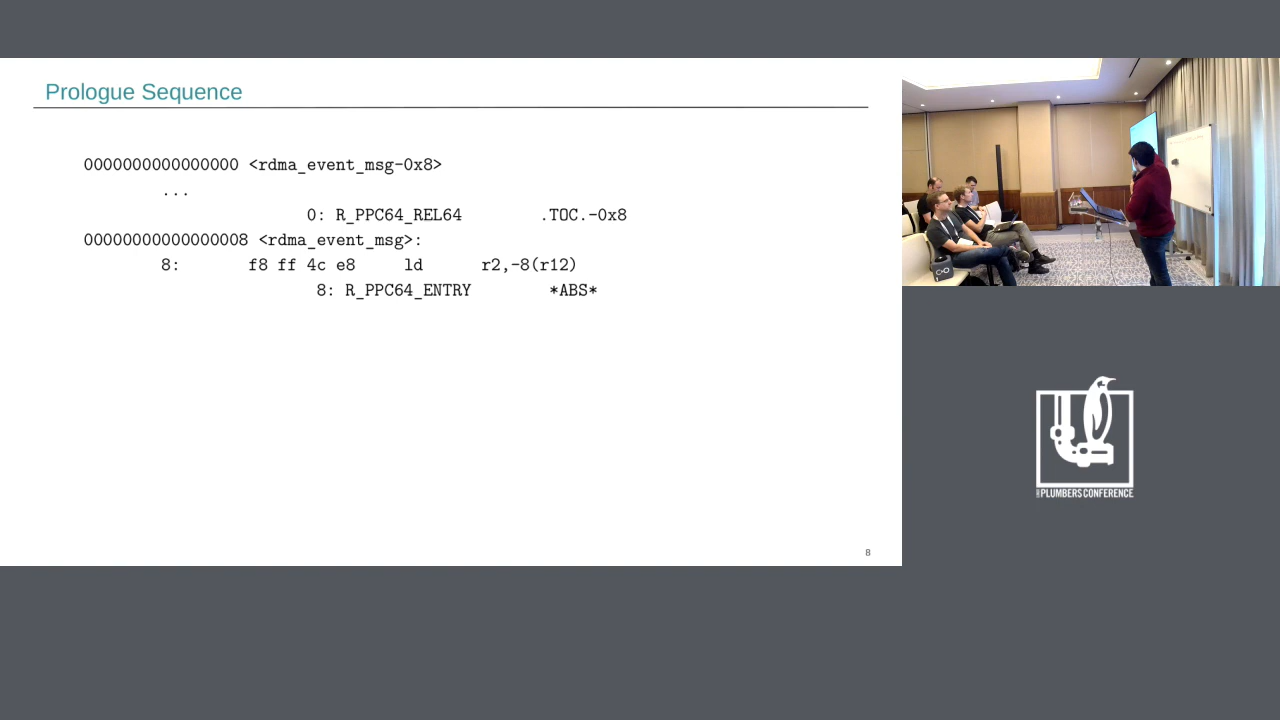 Prologue Sequence
0000000000000000 <rdma_event_msg-0x8>
...
0: R_PPC64_REL64 .TOC.-0x8
00000000000000008 <rdma_event_msg>:
8: f8 ff 4c e8 ld r2,-8(r12)
8: R_PPC64_ENTRY *ABS*
8
PLUMBERS CONFERENCE